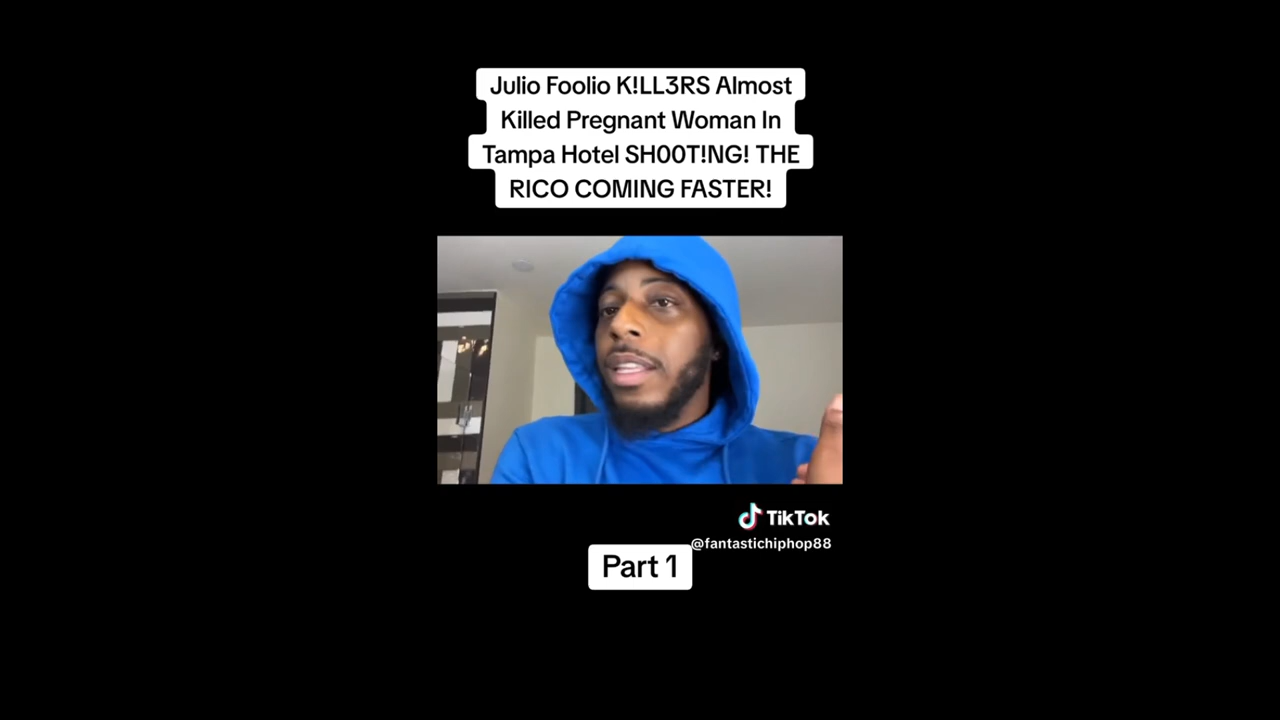 Julio Foolio K!LL3RS Almost
Killed Pregnant Woman In
Tampa Hotel SH00T!NG! THE
RICO COMING FASTER!
TikTok
@fantastichiphop88
Part 1